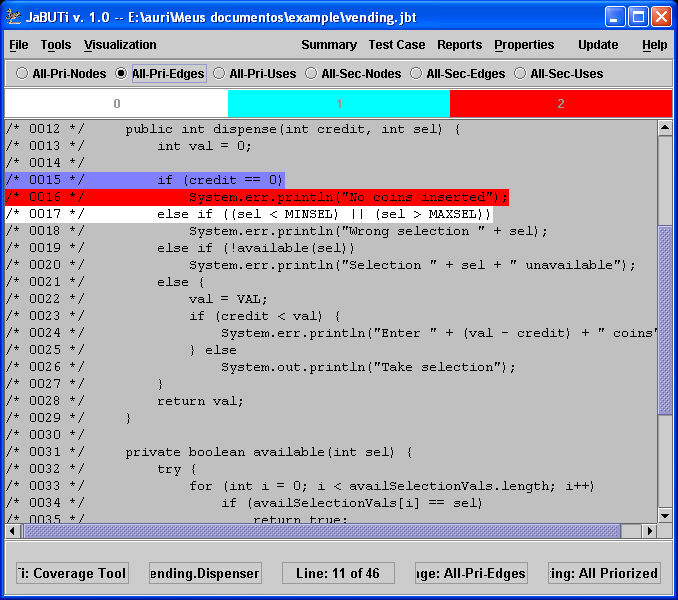 JaBUTi v. 1.0 -- E:\auri\Meus documentos\example\vending.jbt
File Tools Visualization Summary Test Case Reports Properties Update Help
All-Pri-Nodes All-Pri-Edges All-Pri-Uses All-Sec-Nodes All-Sec-Edges All-Sec-Uses
0 1 2
/* 0012 */     public int dispense(int credit, int sel) {
/* 0013 */         int val = 0;
/* 0014 */
/* 0015 */         if (credit == 0)
/* 0016 */             System.err.println("No coins inserted");
/* 0017 */         else if ((sel < MINSEL) || (sel > MAXSEL))
/* 0018 */             System.err.println("Wrong selection " + sel);
/* 0019 */         else if (!available(sel))
/* 0020 */             System.err.println("Selection " + sel + " unavailable");
/* 0021 */         else {
/* 0022 */             val = VAL;
/* 0023 */             if (credit < val) {
/* 0024 */                 System.err.println("Enter " + (val - credit) + " coins"
/* 0025 */             } else
/* 0026 */                 System.out.println("Take selection");
/* 0027 */         }
/* 0028 */         return val;
/* 0029 */     }
/* 0030 */
/* 0031 */     private boolean available(int sel) {
/* 0032 */         try {
/* 0033 */             for (int i = 0; i < availSelectionVals.length; i++)
/* 0034 */                 if (availSelectionVals[i] == sel)
/* 0035                        return true;
i: Coverage Tool ending.Dispenser Line: 11 of 46 ge: All-Pri-Edges ing: All Priorized